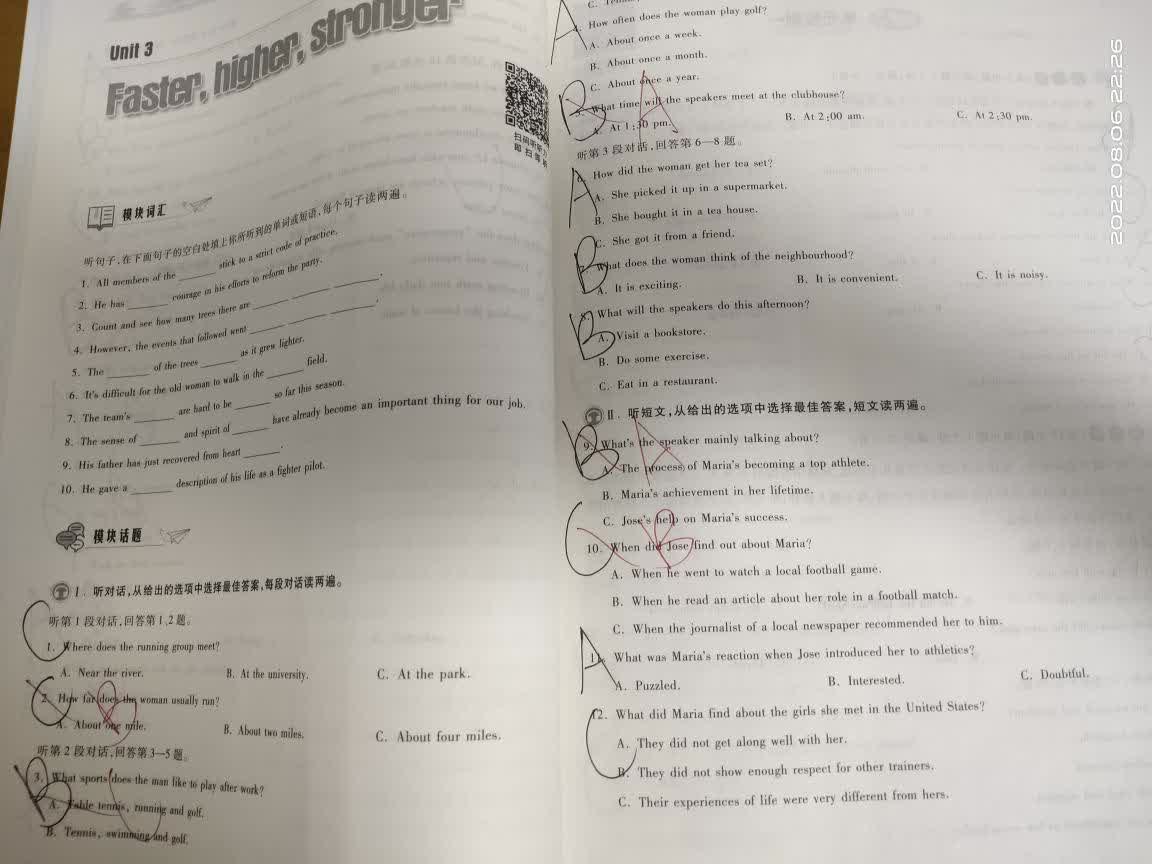 Unit 3
Faster, higher, stronger
模块词汇
听句子,在下面句子的空白处填上你所听到的单词或短语,每个句子读两遍。
1. All members of the ______ stick to a strict code of practice.
2. He has ______ courage in his efforts to reform the party.
3. Count and see how many trees there are ______ ______ ______.
4. However, the events that followed went ______ ______ ______.
5. The ______ of the trees ______ as it grew lighter.
6. It's difficult for the old woman to walk in the ______ field.
7. The team's ______ are hard to be ______ so far this season.
8. The sense of ______ and spirit of ______ have already become an important thing for our job.
9. His father has just recovered from heart ______.
10. He gave a ______ description of his life as a fighter pilot.
模块话题
Ⅰ. 听对话,从给出的选项中选择最佳答案,每段对话读两遍。
听第1段对话,回答第1、2题。
C
1. Where does the running group meet?
A. Near the river. B. At the university. C. At the park.
2. How far does the woman usually run?
A. About one mile. B. About two miles. C. About four miles.
听第2段对话,回答第3—5题。
3. What sports does the man like to play after work?
B
A. Table tennis, running and golf.
B. Tennis, swimming and golf.
C.
A
4. How often does the woman play golf?
A. About once a week.
B. About once a month.
C. About once a year.
B A
5. What time will the speakers meet at the clubhouse?
A. At 1:30 pm. B. At 2:00 am. C. At 2:30 pm.
听第3段对话,回答第6—8题。
A
6. How did the woman get her tea set?
A. She picked it up in a supermarket.
B. She bought it in a tea house.
C. She got it from a friend.
B
7. What does the woman think of the neighbourhood?
A. It is exciting. B. It is convenient. C. It is noisy.
B
8. What will the speakers do this afternoon?
A. Visit a bookstore.
B. Do some exercise.
C. Eat in a restaurant.
Ⅱ. 听短文,从给出的选项中选择最佳答案,短文读两遍。
B A
9. What's the speaker mainly talking about?
A. The process of Maria's becoming a top athlete.
B. Maria's achievement in her lifetime.
C. Jose's help on Maria's success.
C B
10. When did Jose find out about Maria?
A. When he went to watch a local football game.
B. When he read an article about her role in a football match.
C. When the journalist of a local newspaper recommended her to him.
A
11. What was Maria's reaction when Jose introduced her to athletics?
A. Puzzled. B. Interested. C. Doubtful.
C
12. What did Maria find about the girls she met in the United States?
A. They did not get along well with her.
B. They did not show enough respect for other trainers.
C. Their experiences of life were very different from hers.
2022.08.06 22:26